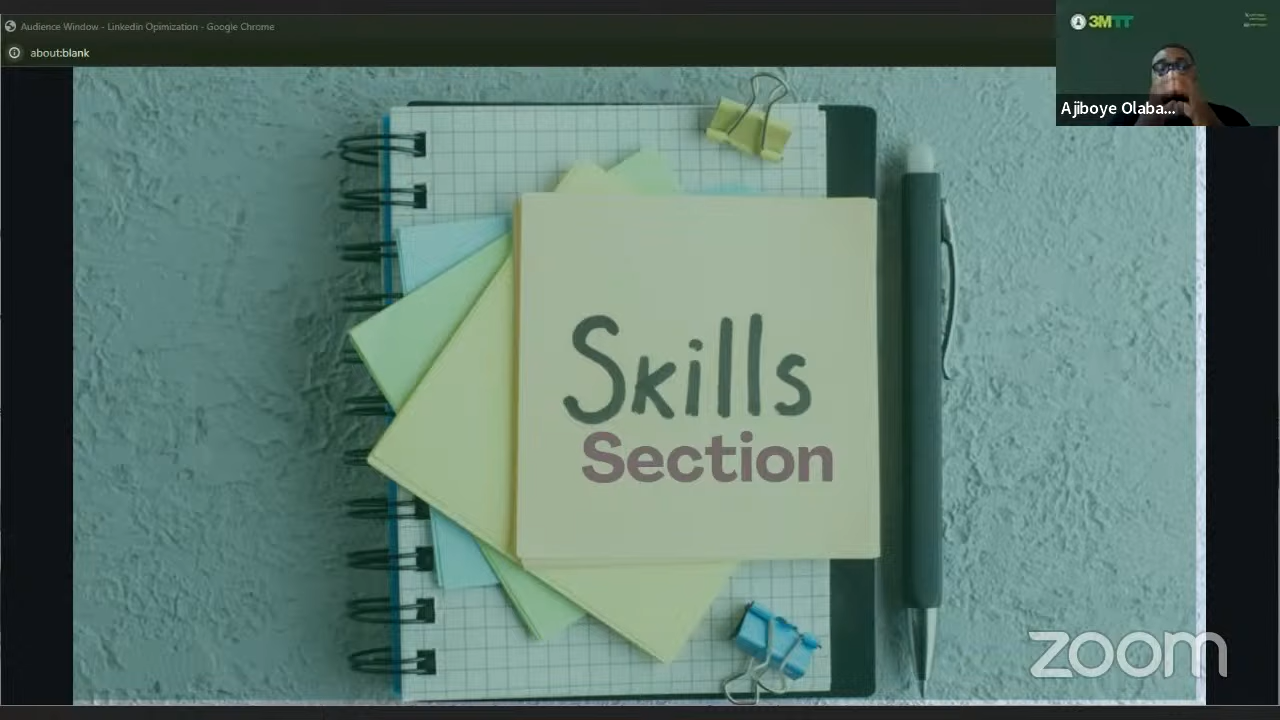 Audience Window - Linkedin Opimization - Google Chrome
about:blank
3MTT
Ajiboye Olaba...
Skills
Section
zoom